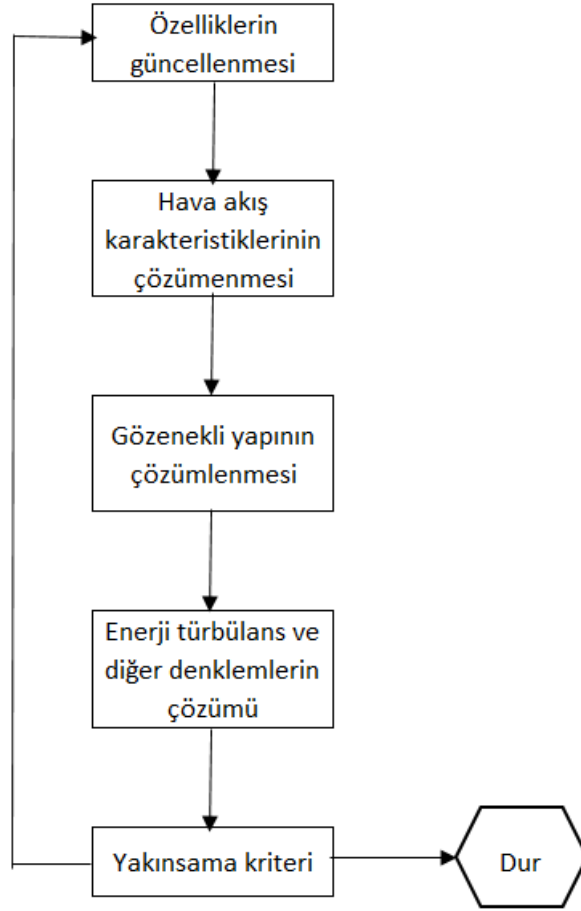 Özelliklerin
güncellenmesi
Hava akış
karakteristiklerinin
çözümenmesi
Gözenekli yapının
çözümlenmesi
Enerji türbülans ve
diğer denklemlerin
çözümü
Yakınsama kriteri
Dur